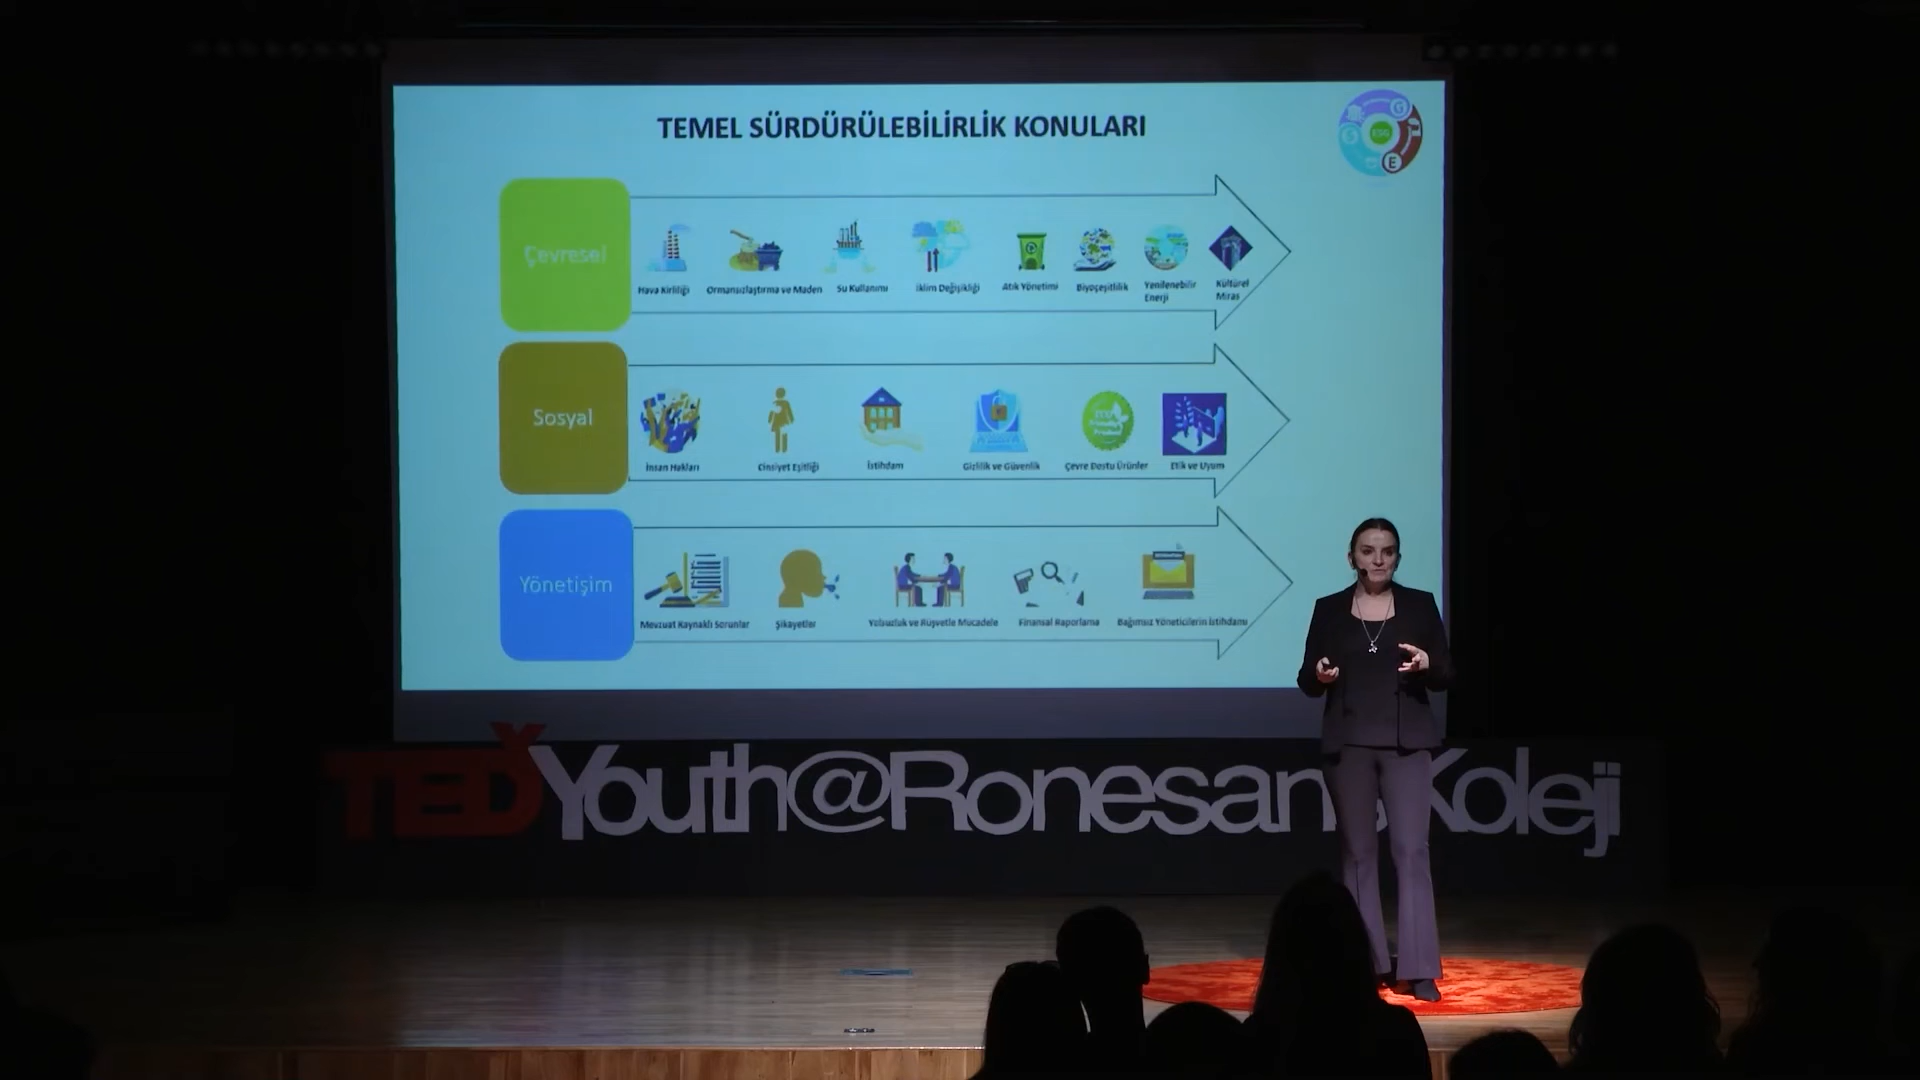 TEMEL SÜRDÜRÜLEBİLİRLİK KONULARI
G
S
ESG
E
Çevresel
Hava Kirliliği
Ormansızlaştırma ve Maden
Su Kullanımı
İklim Değişikliği
Atık Yönetimi
Biyoçeşitlilik
Yenilenebilir
Enerji
Kültürel
Miras
Sosyal
İnsan Hakları
Cinsiyet Eşitliği
İstihdam
Gizlilik ve Güvenlik
Çevre Dostu Ürünler
Etik ve Uyum
Yönetişim
Mevzuat Kaynaklı Sorunlar
Şikayetler
Yolsuzluk ve Rüşvetle Mücadele
Finansal Raporlama
Bağımsız Yöneticilerin İstihdamı
TEDxYouth@Ronesans Koleji